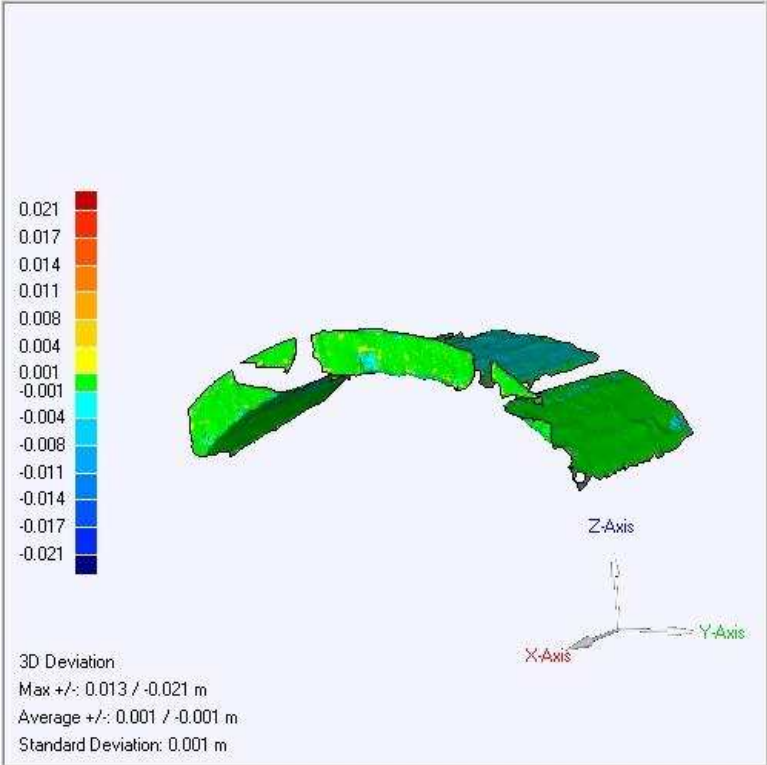 0.021
0.017
0.014
0.011
0.008
0.004
0.001
-0.001
-0.004
-0.008
-0.011
-0.014
-0.017
-0.021
Z-Axis
Y-Axis
X-Axis
3D Deviation
Max +/-: 0.013 / -0.021 m
Average +/-: 0.001 / -0.001 m
Standard Deviation: 0.001 m